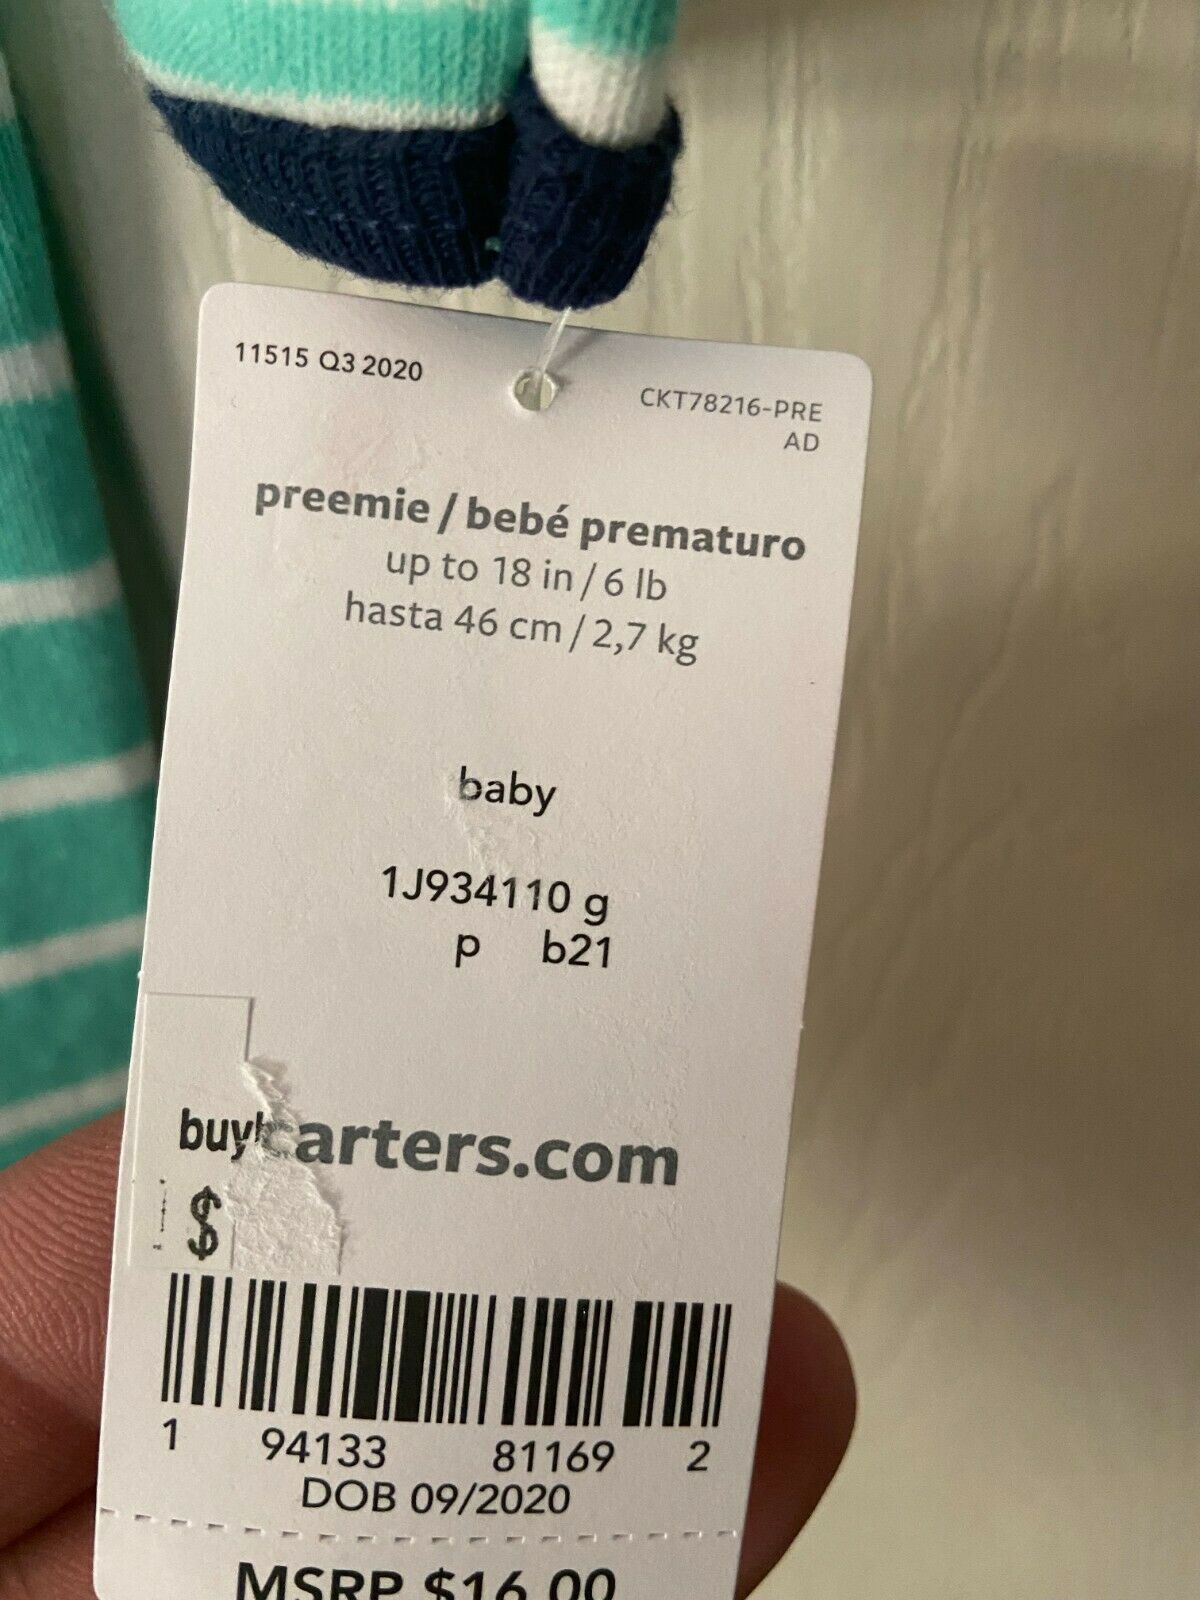 11515 Q3 2020
CKT78216-PRE
AD
preemie / bebé prematuro
up to 18 in / 6 lb
hasta 46 cm / 2,7 kg
baby
1J934110 g
p b21
buyb
carters.com
$
1 94133 81169 2
DOB 09/2020
MSRP $16.00